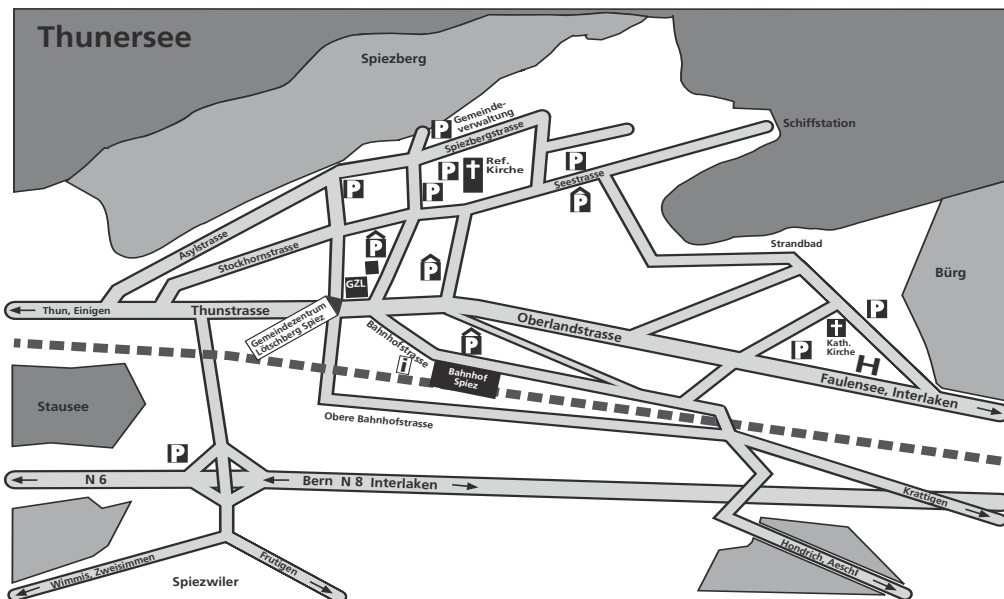 Thunersee
Spiezberg
P
Gemeinde-
verwaltung
Spiezbergstrasse
Schiffstation
P
Ref.
Kirche
P
P
P
Seestrasse
P
Asylstrasse
Stockhornstrasse
P
P
Strandbad
Bürg
GZL
Thun, Einigen
Thunstrasse
Gemeindezentrum
Lötschberg Spiez
Bahnhofstrasse
Oberlandstrasse
P
P
Kath.
Kirche
P
i
Bahnhof
Spiez
H
Faulensee, Interlaken
Stausee
Obere Bahnhofstrasse
P
N 6
Bern N 8 Interlaken
Krattigen
Wimmis, Zweisimmen
Frutigen
Hondrich, Aeschi
Spiezwiler